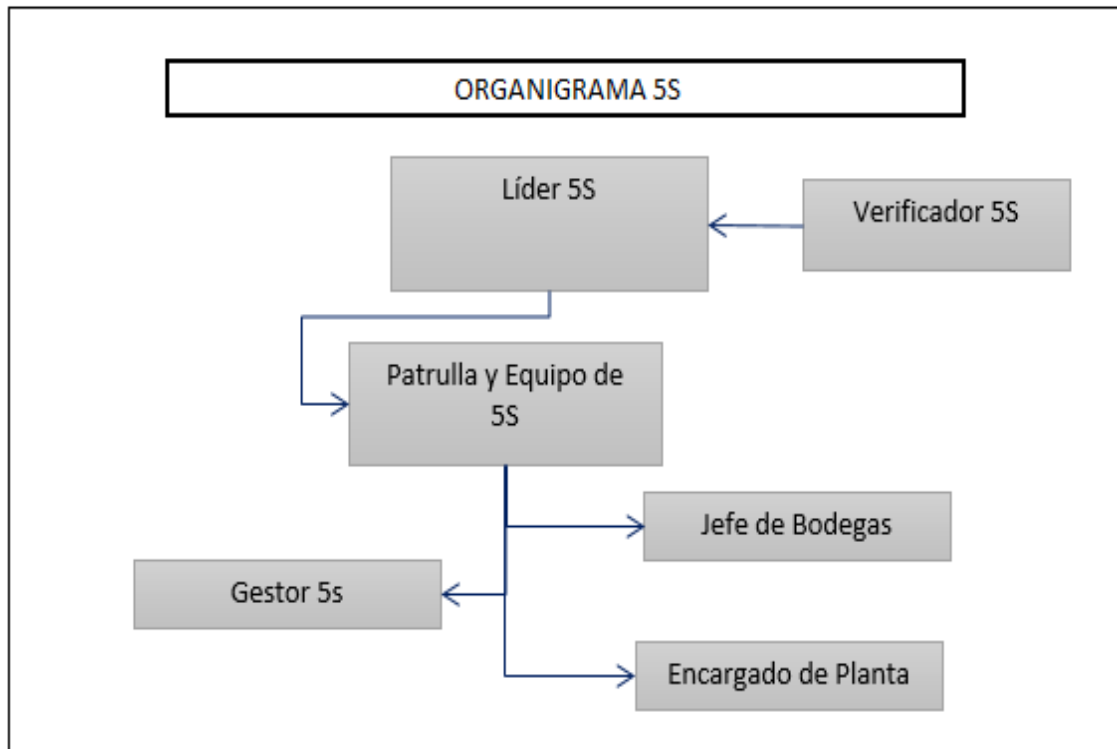 ORGANIGRAMA 5S
Líder 5S
Verificador 5S
Patrulla y Equipo de
5S
Jefe de Bodegas
Gestor 5s
Encargado de Planta